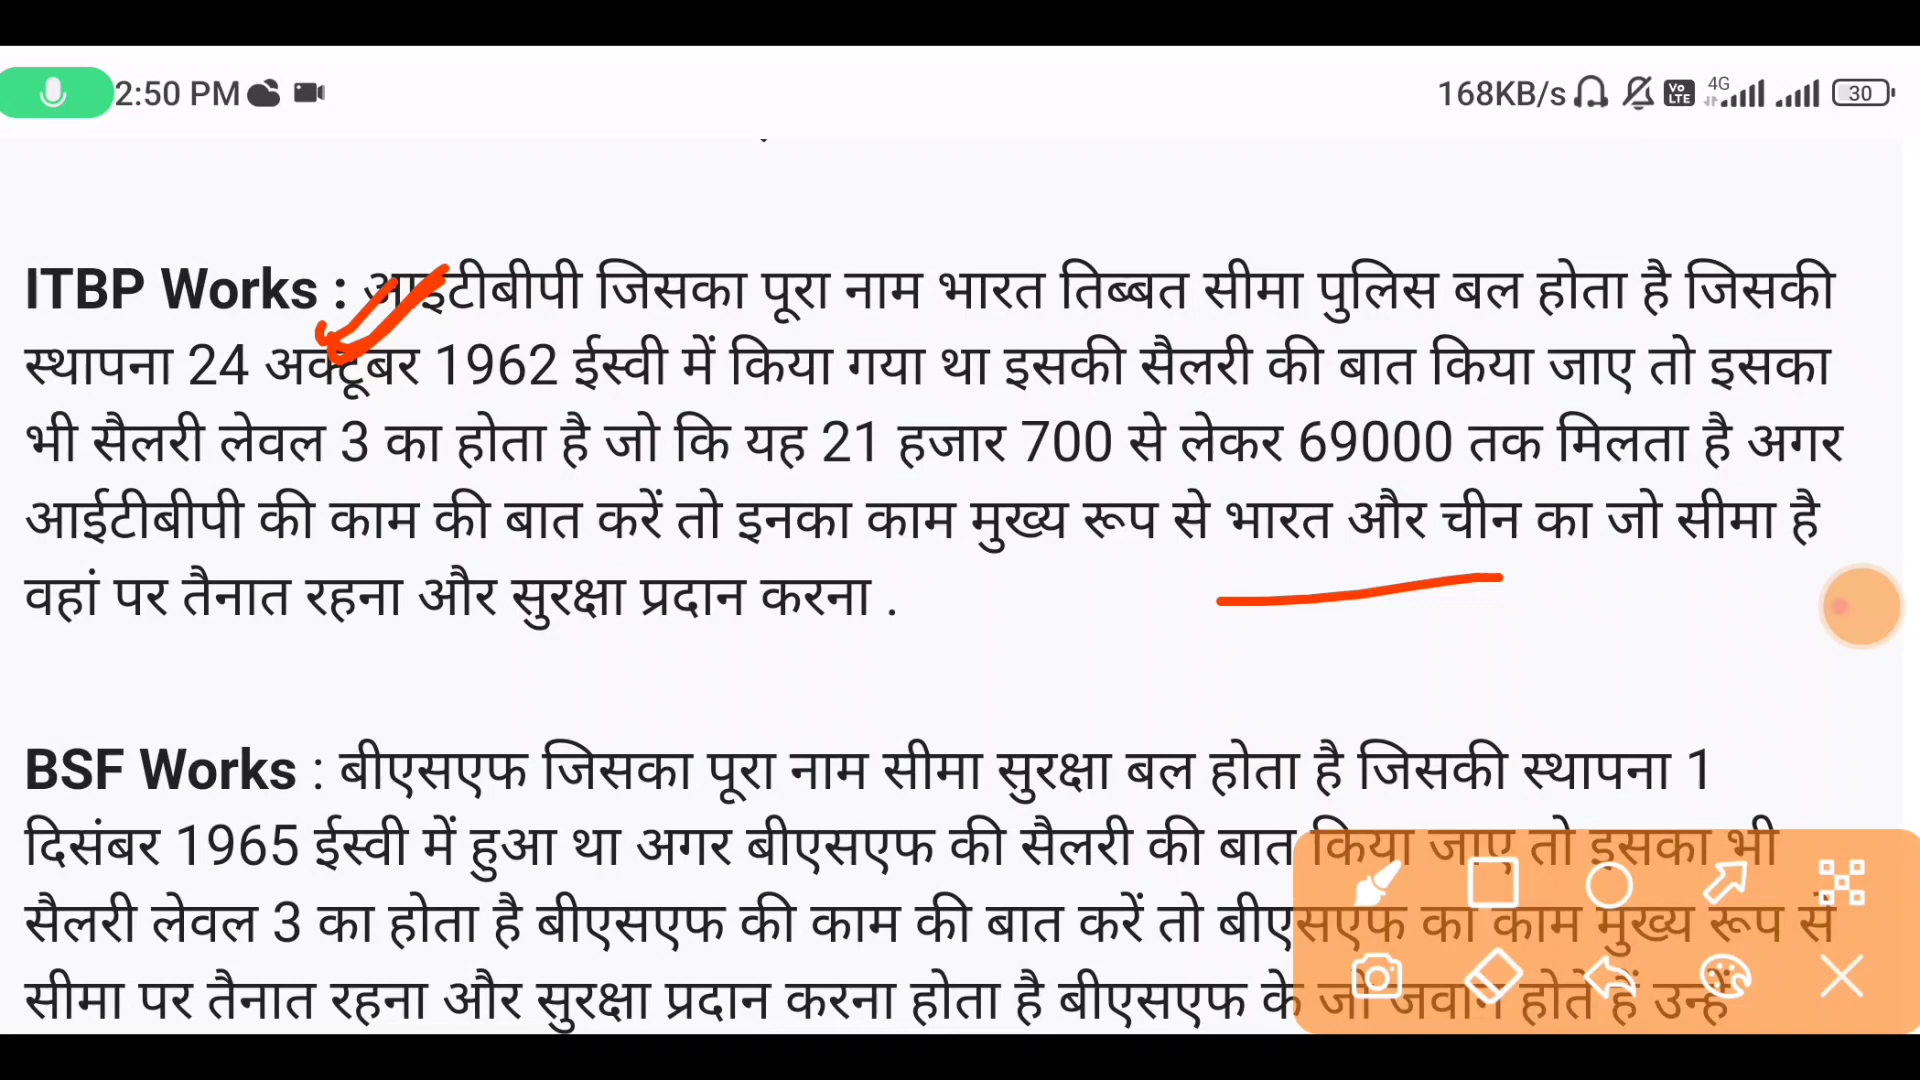 2:50 PM 168KB/s Vo LTE 4G 30
ITBP Works : आइटीबीपी जिसका पूरा नाम भारत तिब्बत सीमा पुलिस बल होता है जिसकी
स्थापना 24 अक्टूबर 1962 ईस्वी में किया गया था इसकी सैलरी की बात किया जाए तो इसका
भी सैलरी लेवल 3 का होता है जो कि यह 21 हजार 700 से लेकर 69000 तक मिलता है अगर
आईटीबीपी की काम की बात करें तो इनका काम मुख्य रूप से भारत और चीन का जो सीमा है
वहां पर तैनात रहना और सुरक्षा प्रदान करना .
BSF Works : बीएसएफ जिसका पूरा नाम सीमा सुरक्षा बल होता है जिसकी स्थापना 1
दिसंबर 1965 ईस्वी में हुआ था अगर बीएसएफ की सैलरी की बात किया जाए तो इसका भी
सैलरी लेवल 3 का होता है बीएसएफ की काम की बात करें तो बीएसएफ का काम मुख्य रूप से
सीमा पर तैनात रहना और सुरक्षा प्रदान करना होता है बीएसएफ के जो जवान होते हैं उन्हें